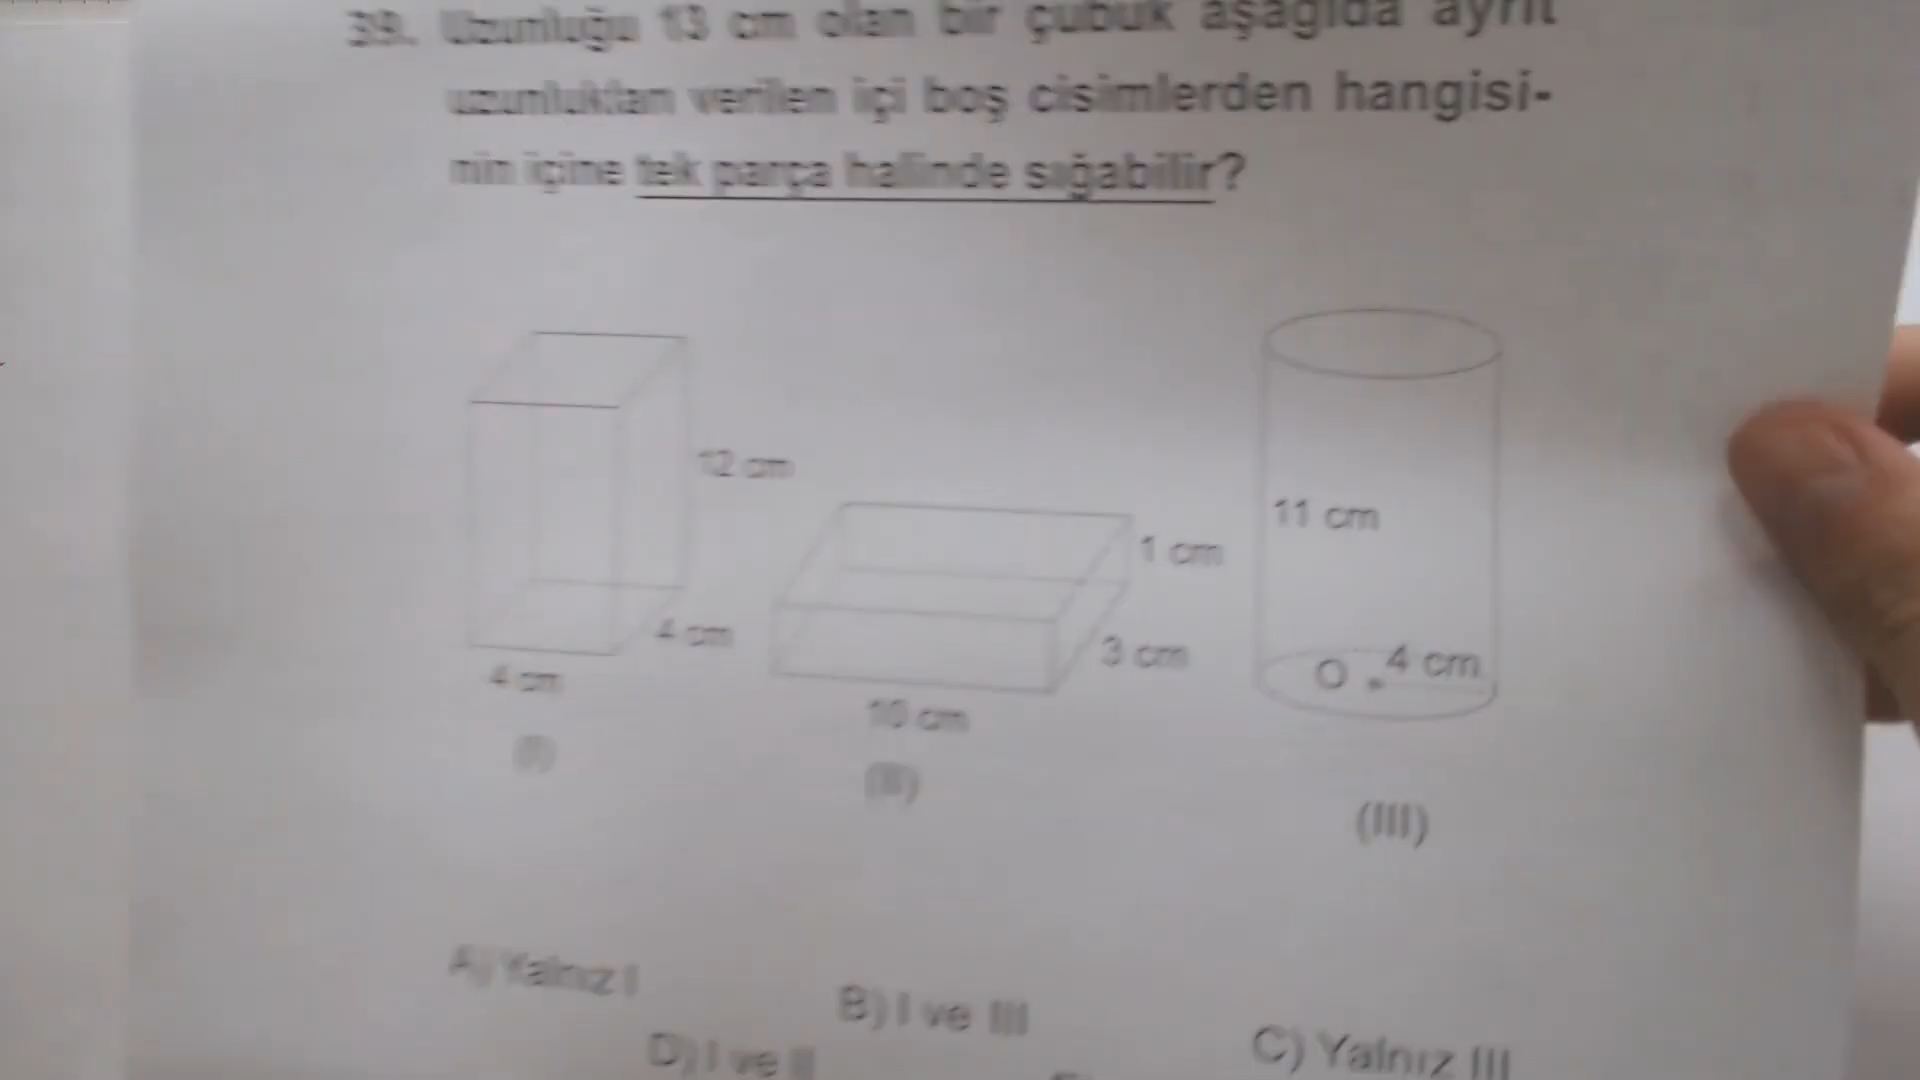 39. Uzunluğu 13 cm olan bir çubuk aşağıda ayrıt
uzunlukları verilen içi boş cisimlerden hangisi-
nin içine tek parça halinde sığabilir?
12 cm
4 cm
4 cm
(I)
1 cm
3 cm
10 cm
(II)
11 cm
O 4 cm
(III)
A) Yalnız I
B) I ve III
C) Yalnız III
D) I ve II